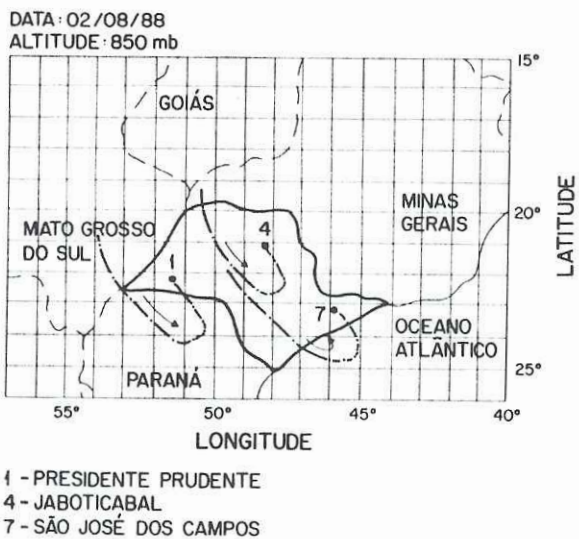 DATA: 02/08/88
ALTITUDE: 850 mb
15°
GOIÁS
LATITUDE
MINAS
GERAIS
20°
MATO GROSSO
DO SUL
4
1
7
OCEANO
ATLÂNTICO
PARANÁ
25°
55°
50°
45°
40°
LONGITUDE
1 - PRESIDENTE PRUDENTE
4 - JABOTICABAL
7 - SÃO JOSÉ DOS CAMPOS